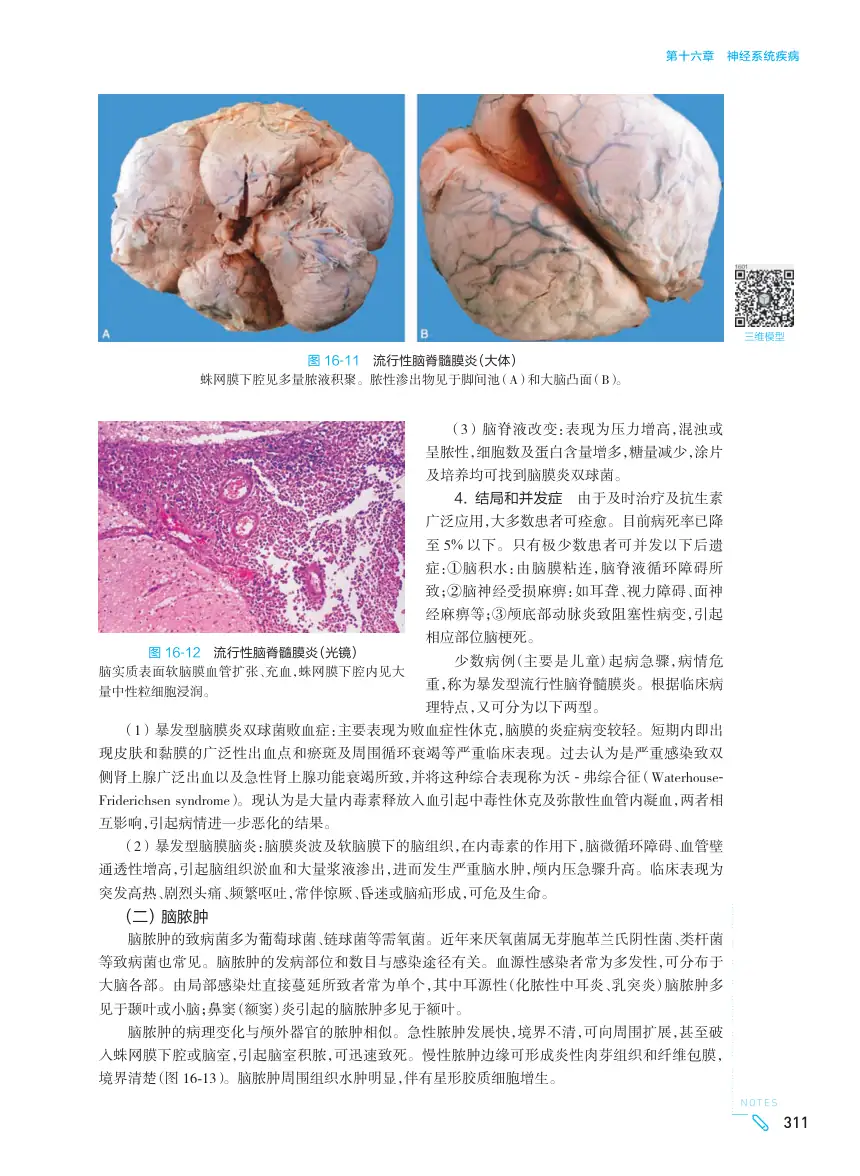 第十六章 神经系统疾病
A
B
1601
三维模型
图 16-11 流行性脑脊髓膜炎(大体)
蛛网膜下腔见多量脓液积聚。脓性渗出物见于脚间池(A)和大脑凸面(B)。
图 16-12 流行性脑脊髓膜炎(光镜)
脑实质表面软脑膜血管扩张、充血,蛛网膜下腔内见大
量中性粒细胞浸润。
(3)脑脊液改变:表现为压力增高,混浊或
呈脓性,细胞数及蛋白含量增多,糖量减少,涂片
及培养均可找到脑膜炎双球菌。
4. 结局和并发症 由于及时治疗及抗生素
广泛应用,大多数患者可痊愈。目前病死率已降
至 5% 以下。只有极少数患者可并发以下后遗
症:①脑积水:由脑膜粘连,脑脊液循环障碍所
致;②脑神经受损麻痹:如耳聋、视力障碍、面神
经麻痹等;③颅底部动脉炎致阻塞性病变,引起
相应部位脑梗死。
少数病例(主要是儿童)起病急骤,病情危
重,称为暴发型流行性脑脊髓膜炎。根据临床病
理特点,又可分为以下两型。
(1)暴发型脑膜炎双球菌败血症:主要表现为败血症性休克,脑膜的炎症病变较轻。短期内即出
现皮肤和黏膜的广泛性出血点和瘀斑及周围循环衰竭等严重临床表现。过去认为是严重感染致双
侧肾上腺广泛出血以及急性肾上腺功能衰竭所致,并将这种综合表现称为沃 - 弗综合征(Waterhouse-
Friderichsen syndrome)。现认为是大量内毒素释放入血引起中毒性休克及弥散性血管内凝血,两者相
互影响,引起病情进一步恶化的结果。
(2)暴发型脑膜脑炎:脑膜炎波及软脑膜下的脑组织,在内毒素的作用下,脑微循环障碍、血管壁
通透性增高,引起脑组织淤血和大量浆液渗出,进而发生严重脑水肿,颅内压急骤升高。临床表现为
突发高热、剧烈头痛、频繁呕吐,常伴惊厥、昏迷或脑疝形成,可危及生命。
(二)脑脓肿
脑脓肿的致病菌多为葡萄球菌、链球菌等需氧菌。近年来厌氧菌属无芽胞革兰氏阴性菌、类杆菌
等致病菌也常见。脑脓肿的发病部位和数目与感染途径有关。血源性感染者常为多发性,可分布于
大脑各部。由局部感染灶直接蔓延所致者常为单个,其中耳源性(化脓性中耳炎、乳突炎)脑脓肿多
见于颞叶或小脑;鼻窦(额窦)炎引起的脑脓肿多见于额叶。
脑脓肿的病理变化与颅外器官的脓肿相似。急性脓肿发展快,境界不清,可向周围扩展,甚至破
入蛛网膜下腔或脑室,引起脑室积脓,可迅速致死。慢性脓肿边缘可形成炎性肉芽组织和纤维包膜,
境界清楚(图 16-13)。脑脓肿周围组织水肿明显,伴有星形胶质细胞增生。
NOTES
311